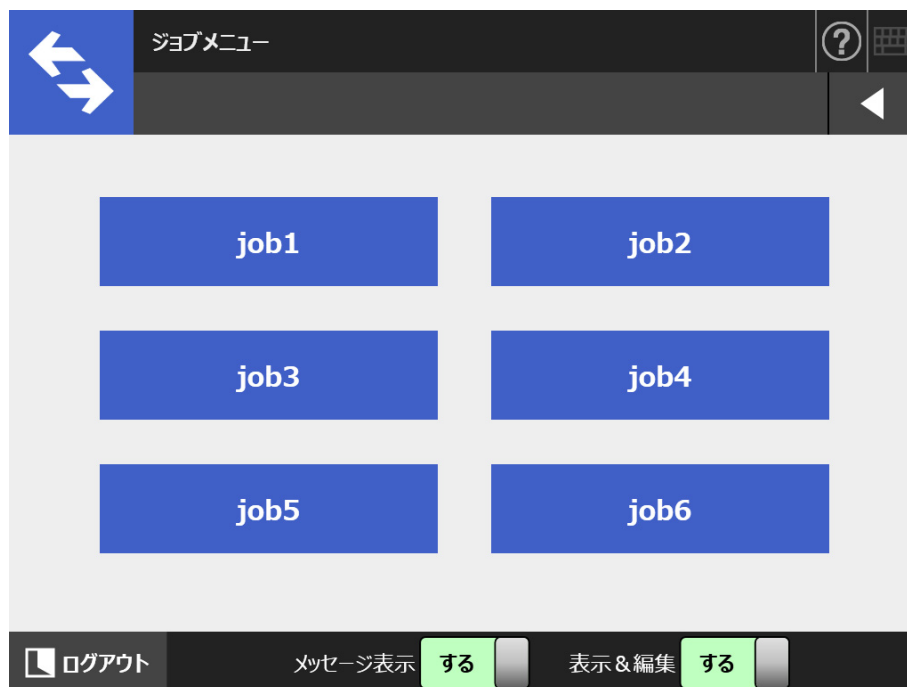 ジョブメニュー
?
job1 job2
job3 job4
job5 job6
ログアウト メッセージ表示 する 表示&編集 する